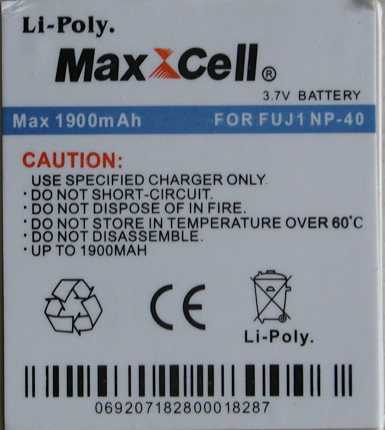 Li-Poly.
MaxCell®
3.7V BATTERY
Max 1900mAh FOR FUJ1 NP-40
CAUTION:
USE SPECIFIED CHARGER ONLY.
· DO NOT SHORT-CIRCUIT.
· DO NOT DISPOSE OF IN FIRE.
· DO NOT STORE IN TEMPERATURE OVER 60°C
· DO NOT DISASSEMBLE.
· UP TO 1900MAH
CE
Li-Poly.
069207182800018287